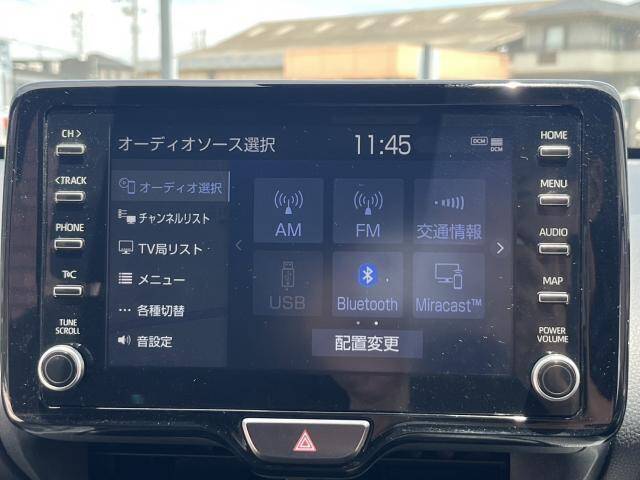 CH >
< TRACK
PHONE
T C
TUNE
SCROLL
オーディオソース選択
11:45
DCM
DCM
オーディオ選択
チャンネルリスト
TV局リスト
メニュー
各種切替
音設定
AM
FM
交通情報
USB
Bluetooth
Miracast™
配置変更
HOME
MENU
AUDIO
MAP
POWER
VOLUME